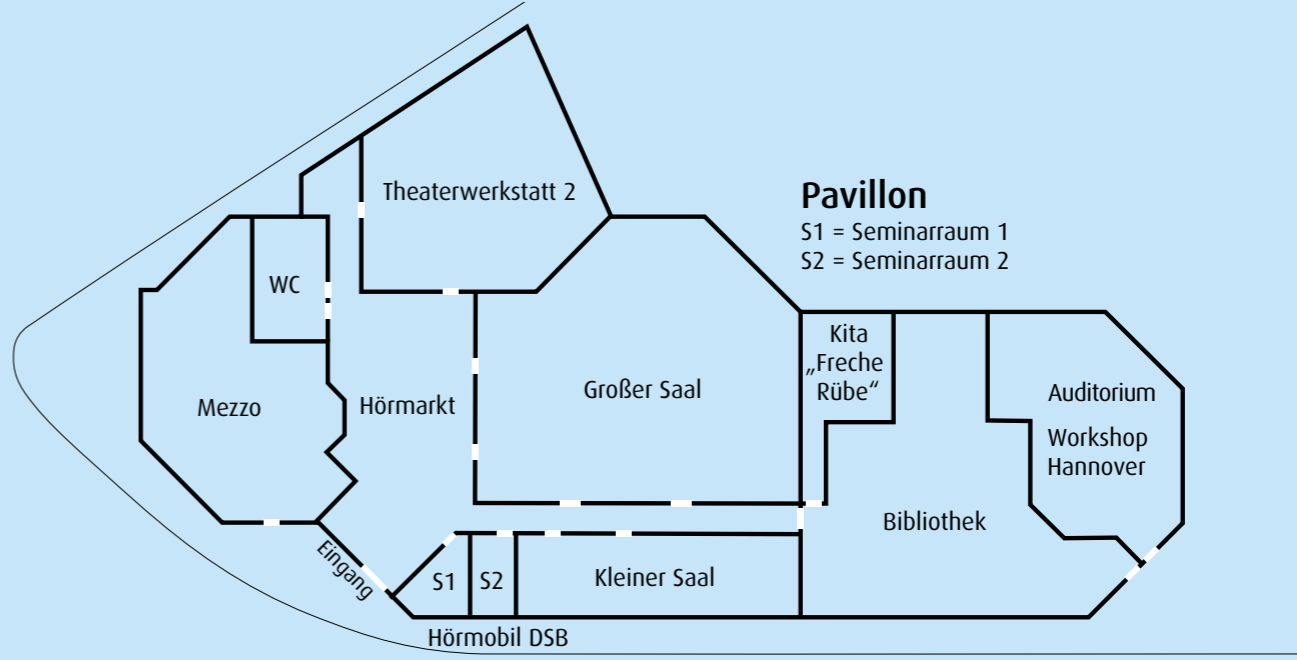 Theaterwerkstatt 2
Pavillon
S1 = Seminarraum 1
S2 = Seminarraum 2
WC
Kita
„Freche
Rübe“
Großer Saal
Mezzo
Hörmarkt
Auditorium
Workshop
Hannover
Bibliothek
Eingang
S1
S2
Kleiner Saal
Hörmobil DSB